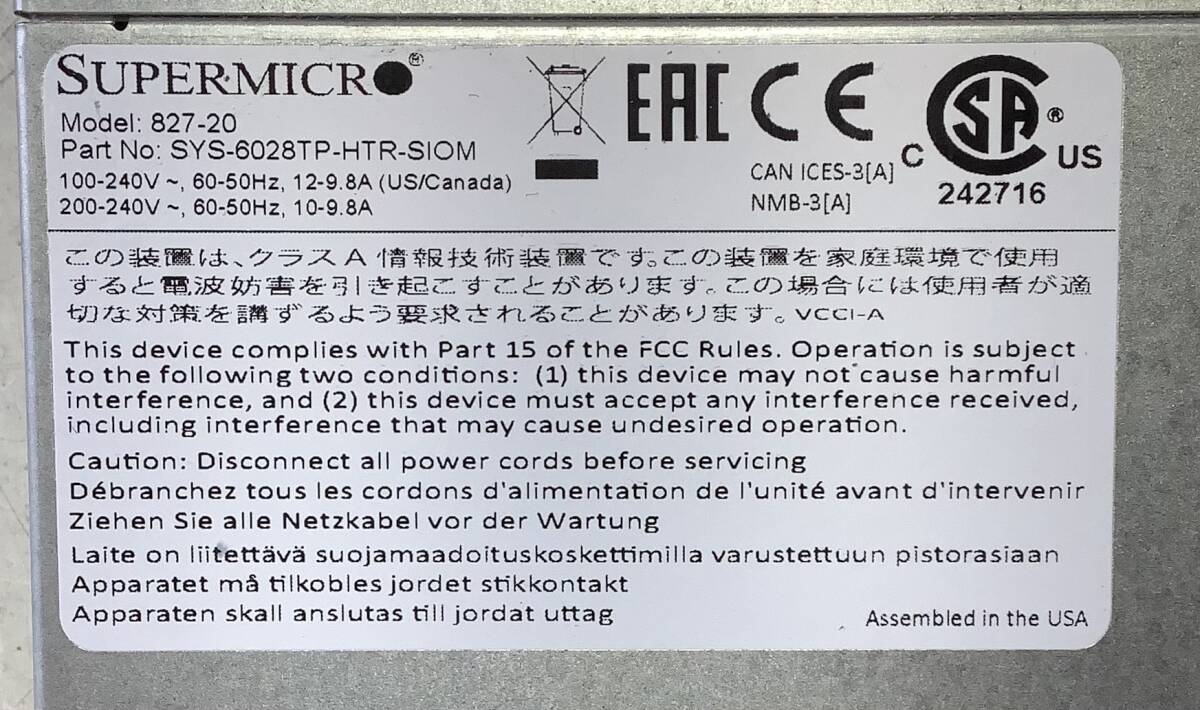 SUPERMICRO®
Model: 827-20
Part No: SYS-6028TP-HTR-SIOM
100-240V ~, 60-50Hz, 12-9.8A (US/Canada)
200-240V ~, 60-50Hz, 10-9.8A
EAC CE
CAN ICES-3[A]
NMB-3[A]
C SA ® US
242716
この装置は、クラス A 情報技術装置です。この装置を家庭環境で使用
すると電波妨害を引き起こすことがあります。この場合には使用者が適
切な対策を講ずるよう要求されることがあります。VCCI-A
This device complies with Part 15 of the FCC Rules. Operation is subject
to the following two conditions: (1) this device may not cause harmful
interference, and (2) this device must accept any interference received,
including interference that may cause undesired operation.
Caution: Disconnect all power cords before servicing
Débranchez tous les cordons d'alimentation de l'unité avant d'intervenir
Ziehen Sie alle Netzkabel vor der Wartung
Laite on liitettävä suojamaadoituskoskettimilla varustettuun pistorasiaan
Apparatet må tilkobles jordet stikkontakt
Apparaten skall anslutas till jordat uttag
Assembled in the USA